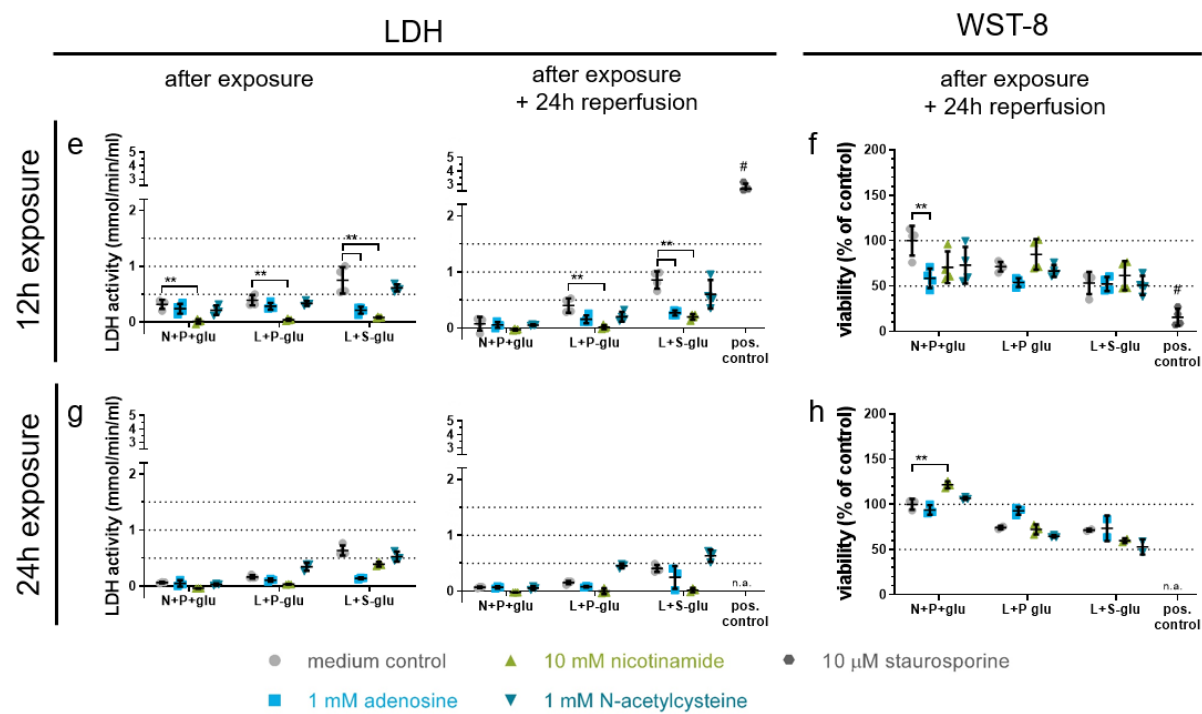 LDH
WST-8
after exposure
after exposure
+ 24h reperfusion
after exposure
+ 24h reperfusion
12h exposure
e
LDH activity (mmol/min/ml)
5
4
3
2
1
0
**
**
**
N+P+glu
L+P-glu
L+S-glu
5
4
3
2
1
0
**
**
#
N+P+glu
L+P-glu
L+S-glu
pos.
control
f
viability (% of control)
200
150
100
50
0
**
#
N+P+glu
L+P glu
L+S-glu
pos.
control
24h exposure
g
LDH activity (mmol/min/ml)
5
4
3
2
1
0
N+P+glu
L+P-glu
L+S-glu
5
4
3
2
1
0
n.a.
N+P+glu
L+P-glu
L+S-glu
pos.
control
h
viability (% of control)
200
150
100
50
0
**
n.a.
N+P+glu
L+P glu
L+S-glu
pos.
control
medium control
10 mM nicotinamide
10 µM staurosporine
1 mM adenosine
1 mM N-acetylcysteine